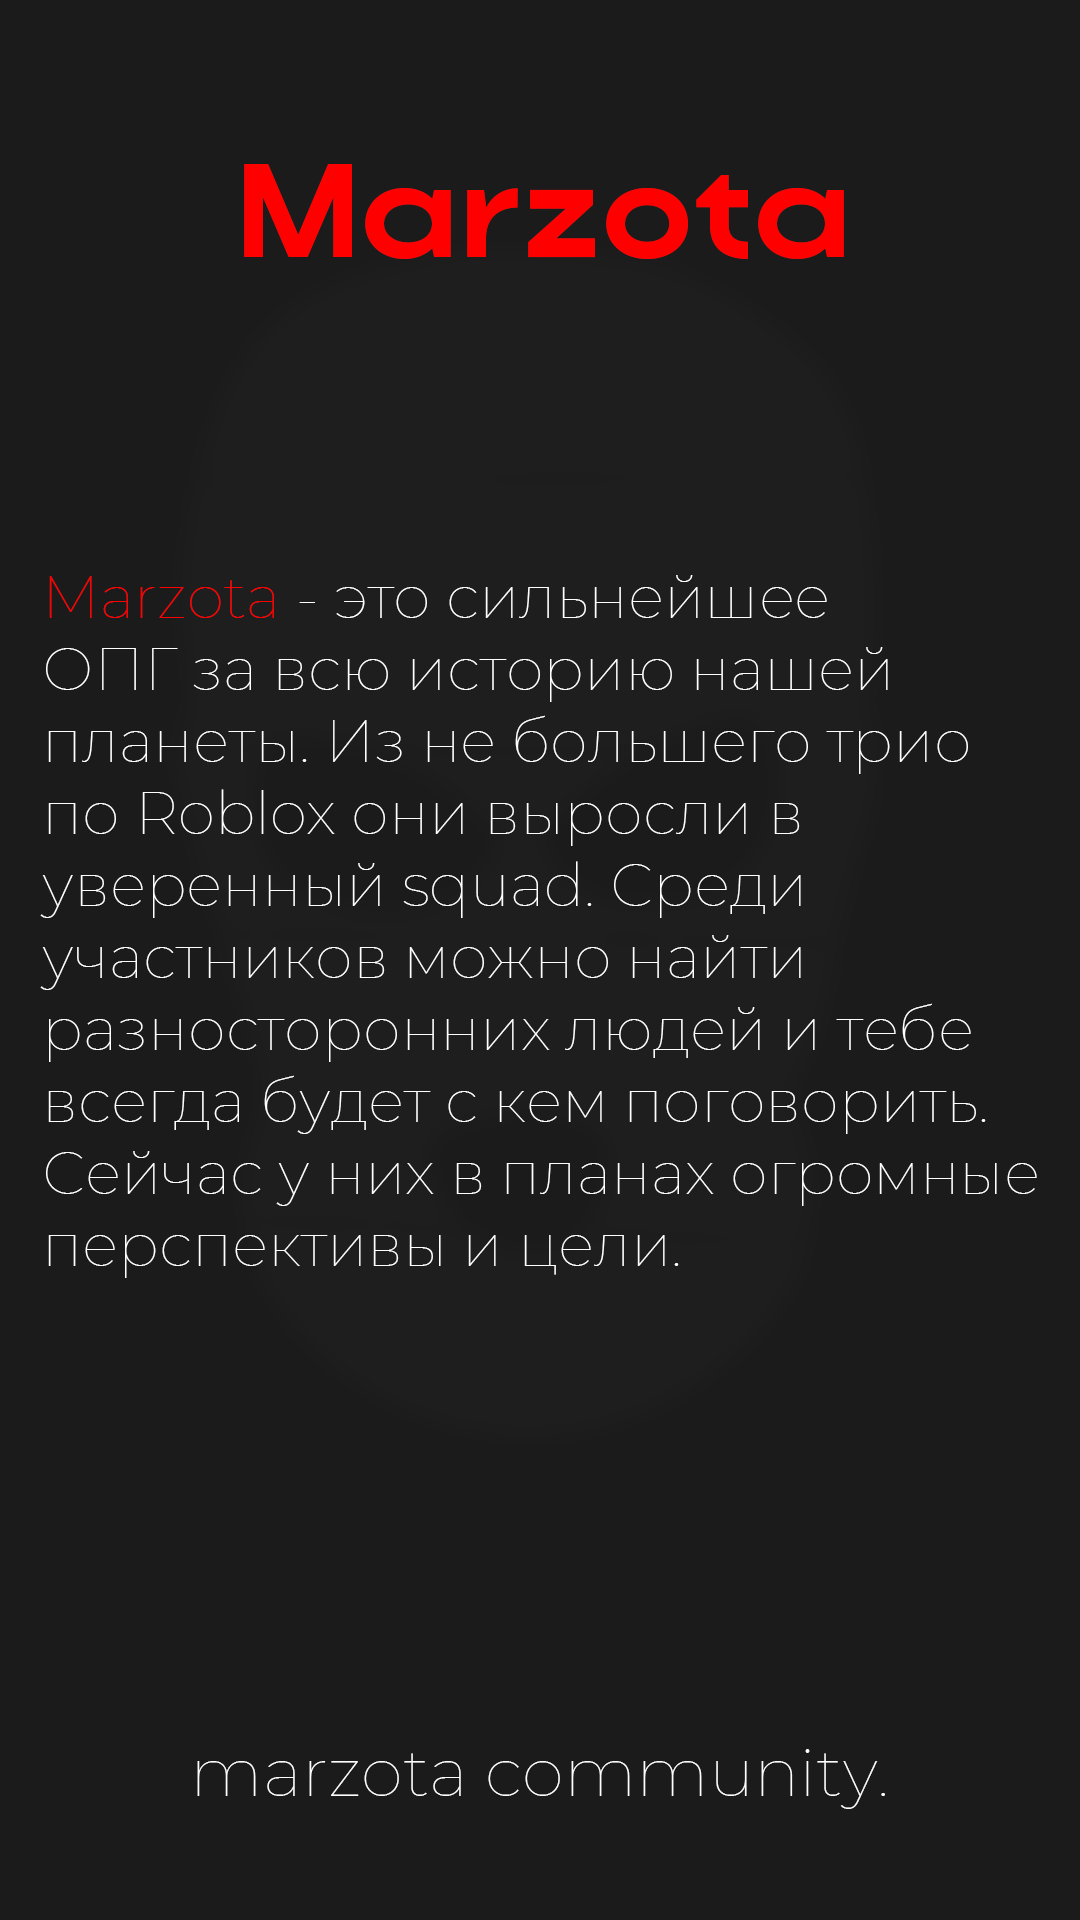 Marzota
Marzota - это сильнейшее
ОПГ за всю историю нашей
планеты. Из не большего трио
по Roblox они выросли в
уверенный squad. Среди
участников можно найти
разносторонних людей и тебе
всегда будет с кем поговорить.
Сейчас у них в планах огромные
перспективы и цели.
marzota community.